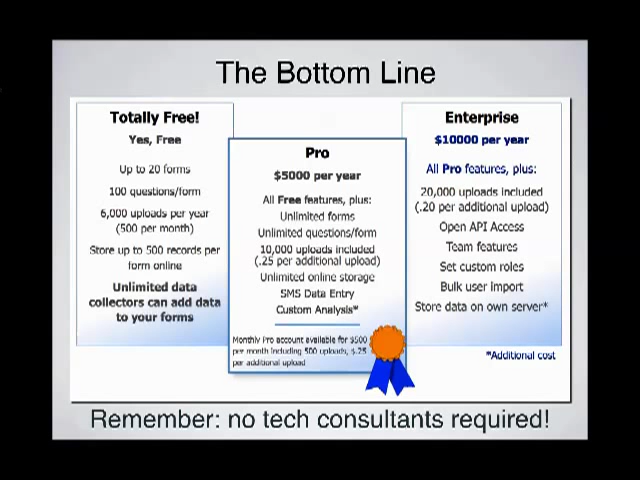 The Bottom Line
Totally Free!
Yes, Free
Up to 20 forms
100 questions/form
6,000 uploads per year
(500 per month)
Store up to 500 records per
form online
Unlimited data
collectors can add data
to your forms
Pro
$5000 per year
All Free features, plus:
Unlimited forms
Unlimited questions/form
10,000 uploads included
(.25 per additional upload)
Unlimited online storage
SMS Data Entry
Custom Analysis*
Monthly Pro account available for $500
per month including 500 uploads, $.25
per additional upload
Enterprise
$10000 per year
All Pro features, plus:
20,000 uploads included
(.20 per additional upload)
Open API Access
Team features
Set custom roles
Bulk user import
Store data on own server*
*Additional cost
Remember: no tech consultants required!